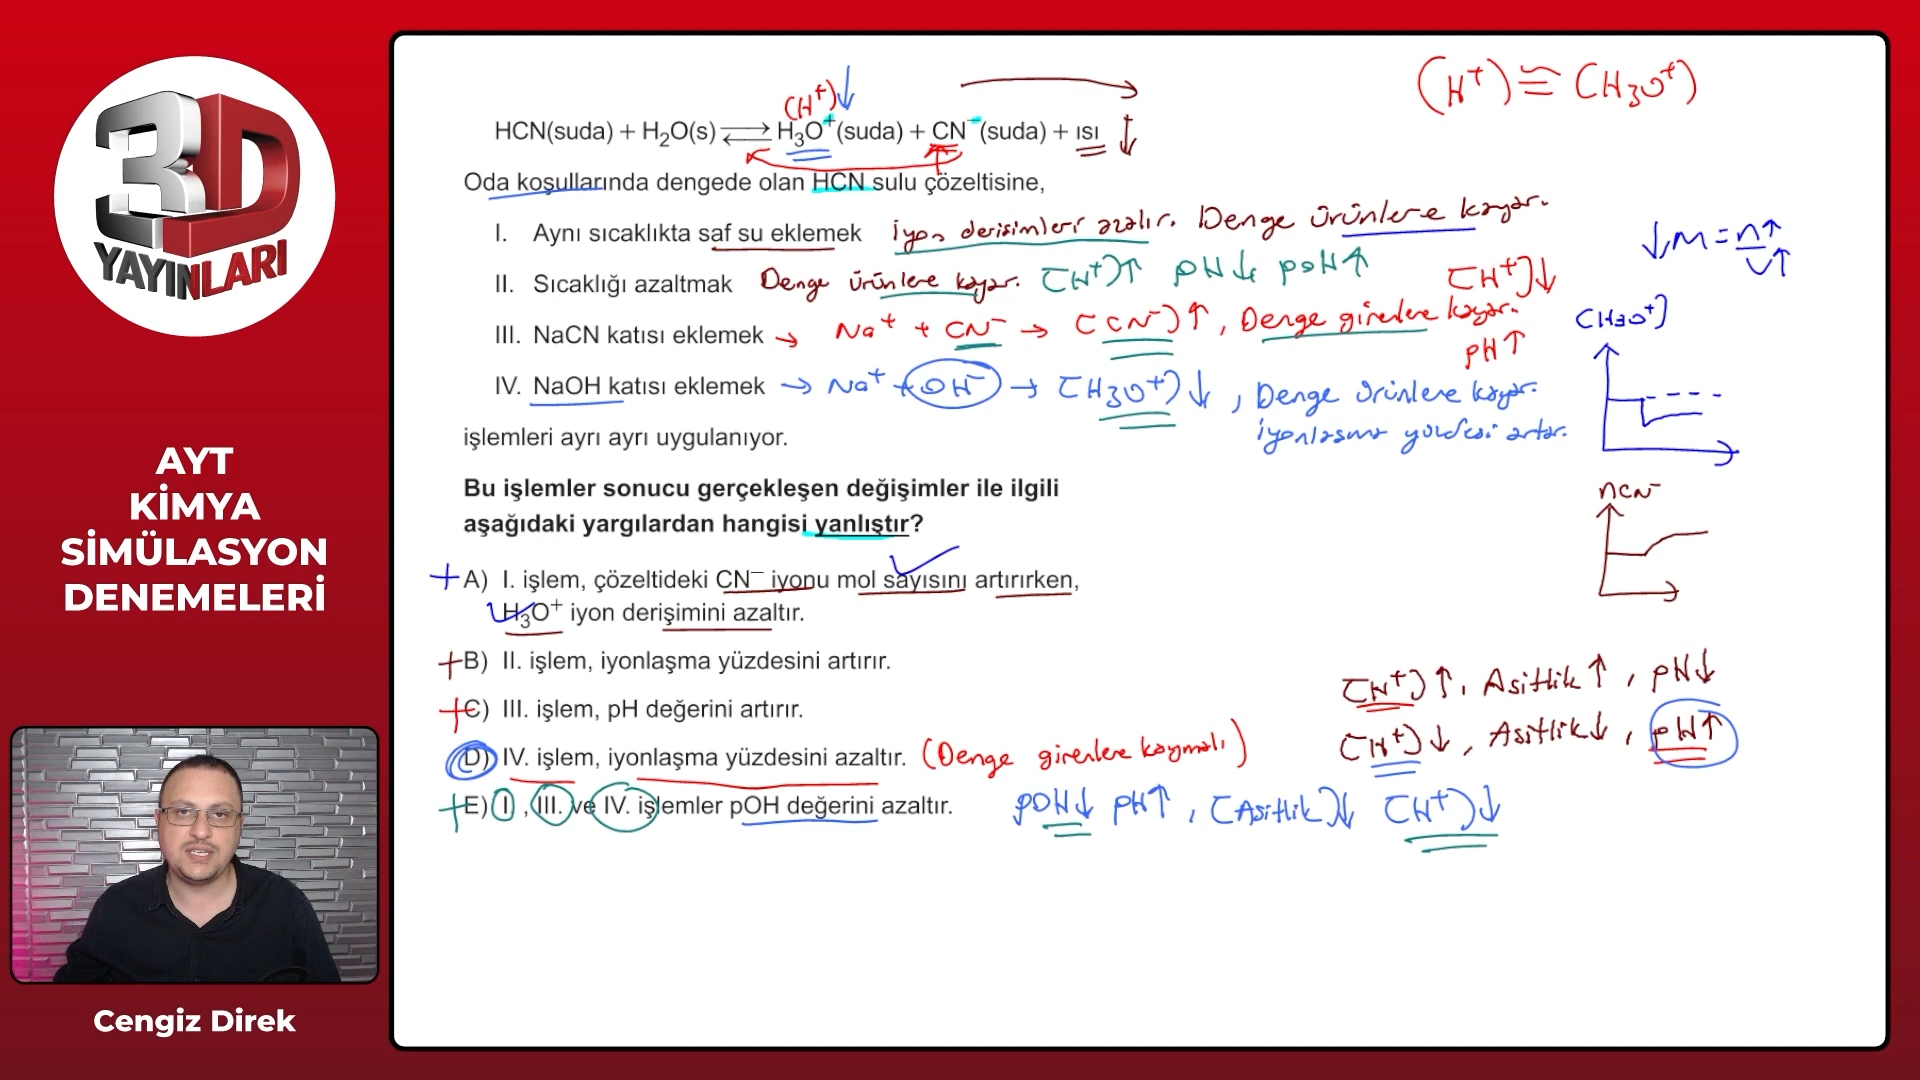 3D
YAYINLARI
AYT
KİMYA
SİMÜLASYON
DENEMELERİ
Cengiz Direk
(H⁺) ≅ (H₃O⁺)
(H⁺)↓
HCN(suda) + H₂O(s) ⇌ H₃O⁺(suda) + CN⁻(suda) + ısı ↓
Oda koşullarında dengede olan HCN sulu çözeltisine,
I. Aynı sıcaklıkta saf su eklemek İyon derişimleri azalır. Denge ürünlere kayar.
↓M = n↑/V↑
II. Sıcaklığı azaltmak Denge ürünlere kayar. [H⁺]↑ pH↓ pOH↑
[H⁺]↓
III. NaCN katısı eklemek → Na⁺ + CN⁻ → [CN⁻]↑, Denge girenlere kayar.
pH↑
[H₃O⁺]
IV. NaOH katısı eklemek → Na⁺ + OH⁻ → [H₃O⁺]↓, Denge ürünlere kayar.
iyonlaşma yüzdesi artar.
işlemleri ayrı ayrı uygulanıyor.
nCN⁻
Bu işlemler sonucu gerçekleşen değişimler ile ilgili
aşağıdaki yargılardan hangisi yanlıştır?
+ A) I. işlem, çözeltideki CN⁻ iyonu mol sayısını artırırken,
H₃O⁺ iyon derişimini azaltır.
+ B) II. işlem, iyonlaşma yüzdesini artırır.
[H⁺]↑, Asitlik↑, pH↓
+ C) III. işlem, pH değerini artırır.
[H⁺]↓, Asitlik↓, pH↑
D) IV. işlem, iyonlaşma yüzdesini azaltır. (Denge girenlere kaymalı)
+ E) I, III. ve IV. işlemler pOH değerini azaltır. pOH↓ pH↑, [Asitlik]↓ [H⁺]↓